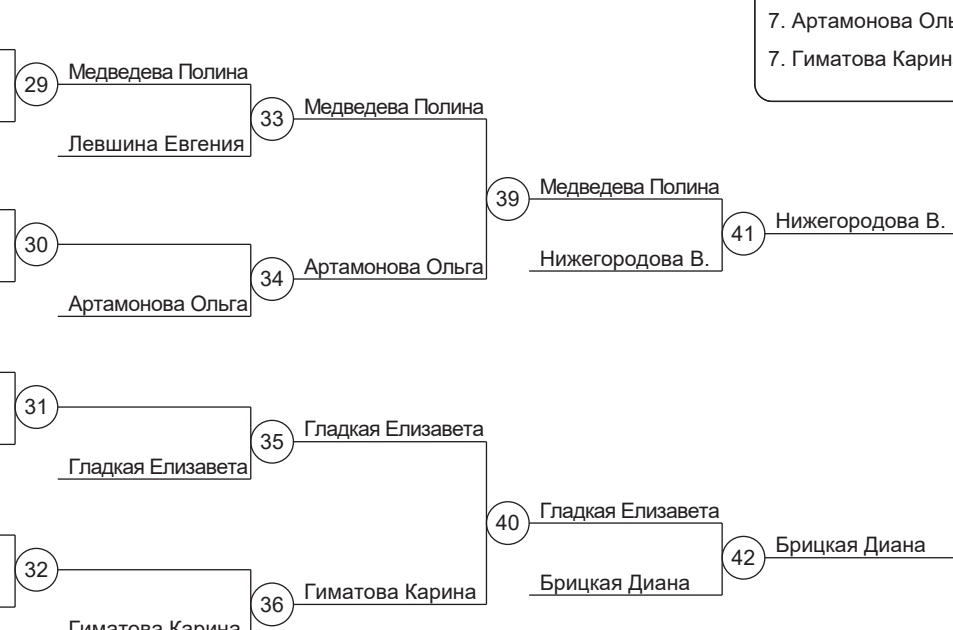 7. Артамонова Оль
7. Гиматова Карин
29
Медведева Полина
Левшина Евгения
33
Медведева Полина
30
Артамонова Ольга
34
Артамонова Ольга
39
Медведева Полина
Нижегородова В.
41
Нижегородова В.
31
Гладкая Елизавета
35
Гладкая Елизавета
32
Гиматова Карина
36
Гиматова Карина
40
Гладкая Елизавета
Брицкая Диана
42
Брицкая Диана